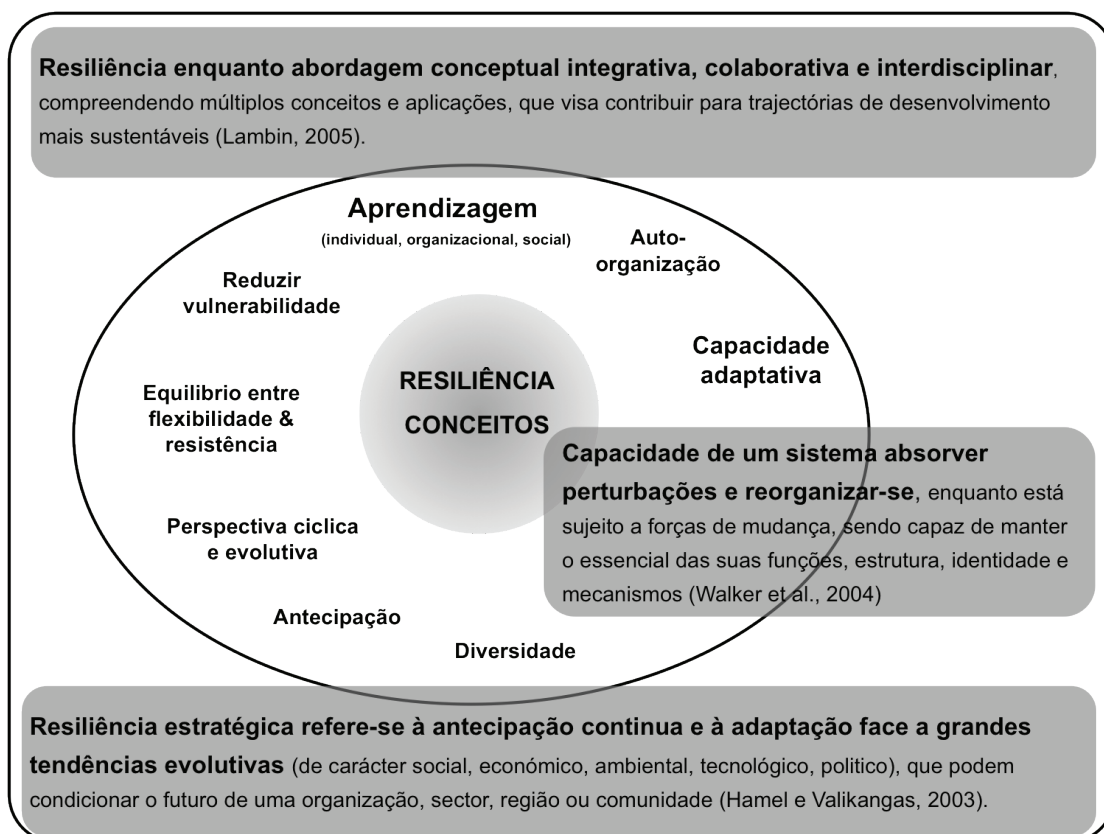 Resiliência enquanto abordagem conceptual integrativa, colaborativa e interdisciplinar,
compreendendo múltiplos conceitos e aplicações, que visa contribuir para trajectórias de desenvolvimento
mais sustentáveis (Lambin, 2005).
Aprendizagem
(individual, organizacional, social)
Auto-
organização
Reduzir
vulnerabilidade
Capacidade
adaptativa
RESILIÊNCIA
CONCEITOS
Equilibrio entre
flexibilidade &
resistência
Capacidade de um sistema absorver
perturbações e reorganizar-se, enquanto está
sujeito a forças de mudança, sendo capaz de manter
o essencial das suas funções, estrutura, identidade e
mecanismos (Walker et al., 2004)
Perspectiva ciclica
e evolutiva
Antecipação
Diversidade
Resiliência estratégica refere-se à antecipação continua e à adaptação face a grandes
tendências evolutivas (de carácter social, económico, ambiental, tecnológico, politico), que podem
condicionar o futuro de uma organização, sector, região ou comunidade (Hamel e Valikangas, 2003).